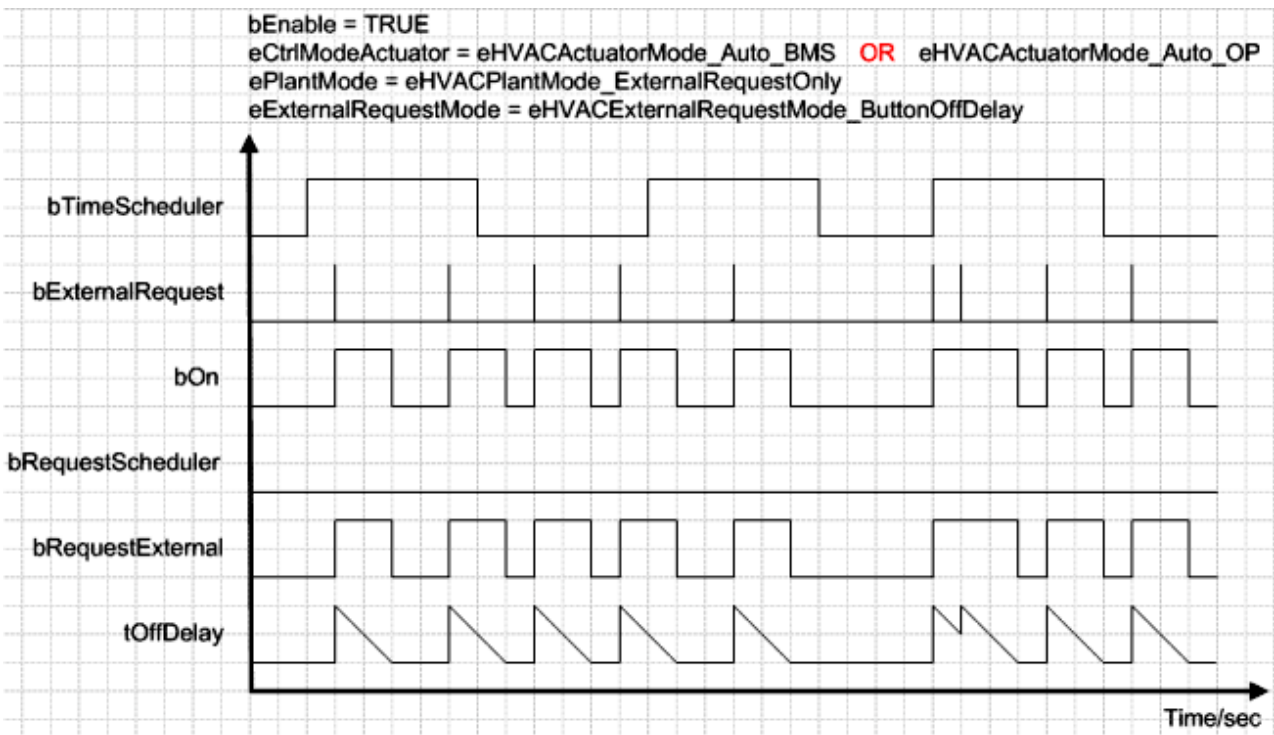 bEnable = TRUE
eCtrlModeActuator = eHVACActuatorMode_Auto_BMS OR eHVACActuatorMode_Auto_OP
ePlantMode = eHVACPlantMode_ExternalRequestOnly
eExternalRequestMode = eHVACExternalRequestMode_ButtonOffDelay
bTimeScheduler
bExternalRequest
bOn
bRequestScheduler
bRequestExternal
tOffDelay
Time/sec